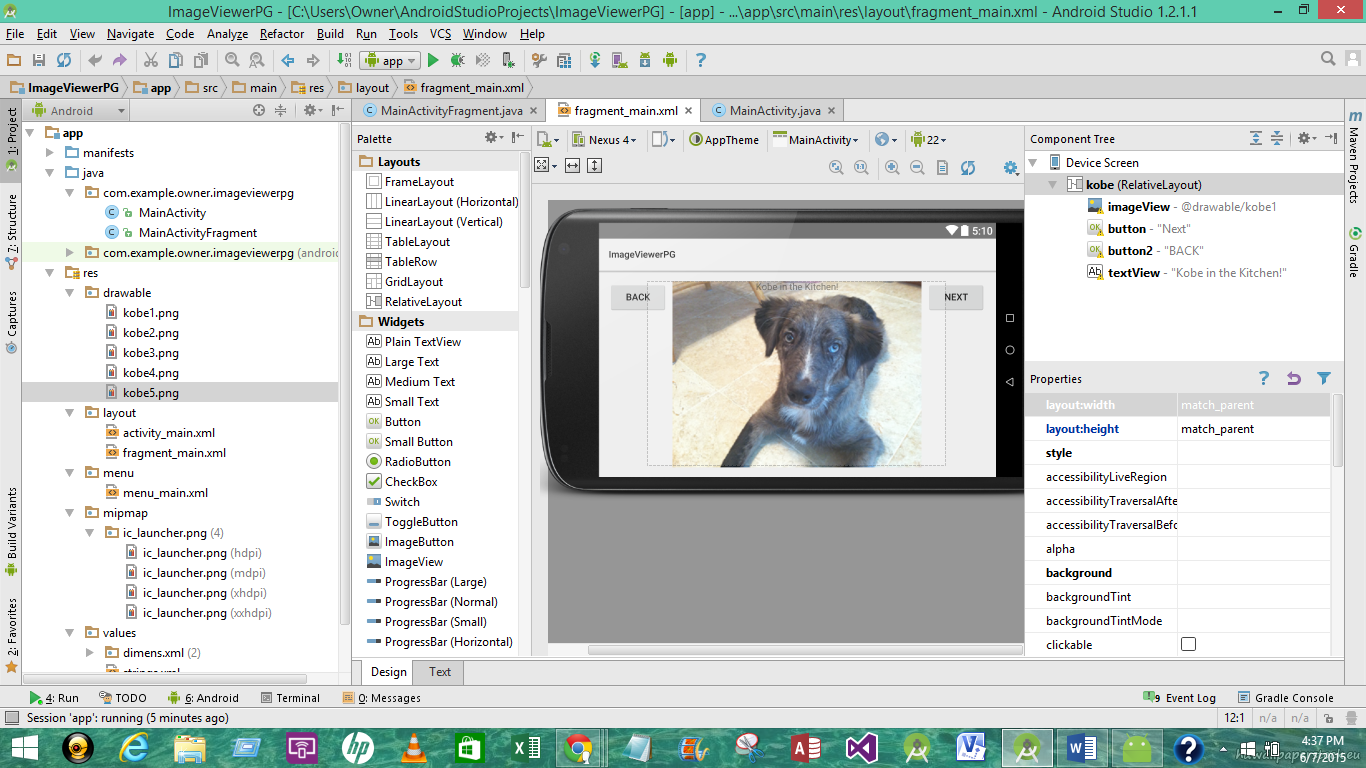 ImageViewerPG - [C:\Users\Owner\AndroidStudioProjects\ImageViewerPG] - [app] - ...\app\src\main\res\layout\fragment_main.xml - Android Studio 1.2.1.1
File Edit View Navigate Code Analyze Refactor Build Run Tools VCS Window Help
app
ImageViewerPG app src main res layout fragment_main.xml
Android
MainActivityFragment.java fragment_main.xml MainActivity.java
1: Project
7: Structure
Captures
Build Variants
2: Favorites
app
manifests
java
com.example.owner.imageviewerpg
MainActivity
MainActivityFragment
com.example.owner.imageviewerpg (androi
res
drawable
kobe1.png
kobe2.png
kobe3.png
kobe4.png
kobe5.png
layout
activity_main.xml
fragment_main.xml
menu
menu_main.xml
mipmap
ic_launcher.png (4)
ic_launcher.png (hdpi)
ic_launcher.png (mdpi)
ic_launcher.png (xhdpi)
ic_launcher.png (xxhdpi)
values
dimens.xml (2)
Palette
Layouts
FrameLayout
LinearLayout (Horizontal)
LinearLayout (Vertical)
TableLayout
TableRow
GridLayout
RelativeLayout
Widgets
Ab Plain TextView
Ab Large Text
Ab Medium Text
Ab Small Text
OK Button
OK Small Button
RadioButton
CheckBox
Switch
ToggleButton
ImageButton
ImageView
ProgressBar (Large)
ProgressBar (Normal)
ProgressBar (Small)
ProgressBar (Horizontal)
Nexus 4 AppTheme MainActivity 22
5:10
ImageViewerPG
BACK
Kobe in the Kitchen!
NEXT
Design Text
Component Tree
Device Screen
kobe (RelativeLayout)
imageView - @drawable/kobe1
OK button - "Next"
OK button2 - "BACK"
Ab textView - "Kobe in the Kitchen!"
Properties
layout:width match_parent
layout:height match_parent
style
accessibilityLiveRegion
accessibilityTraversalAfte
accessibilityTraversalBefo
alpha
background
backgroundTint
backgroundTintMode
clickable
Maven Projects
Gradle
4: Run TODO 6: Android Terminal 0: Messages 9 Event Log Gradle Console
Session 'app': running (5 minutes ago) 12:1 n/a n/a
4:37 PM
6/7/2015